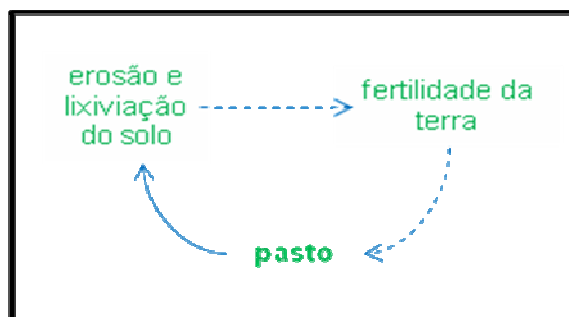 erosão e
lixiviação
do solo
fertilidade da
terra
pasto